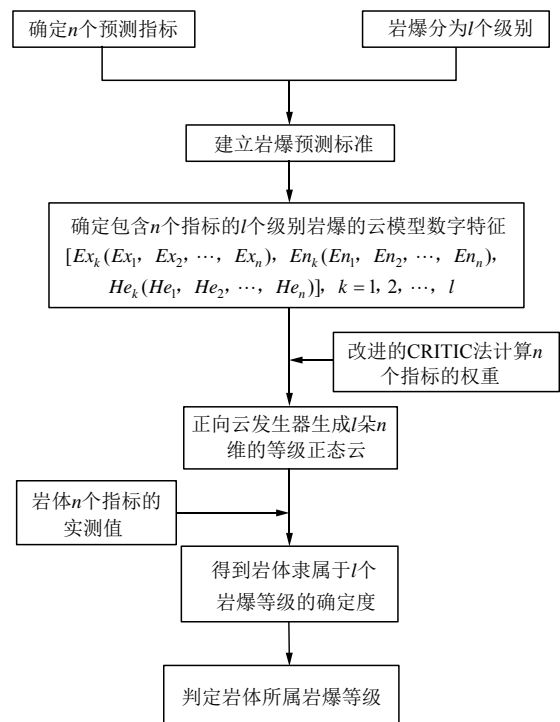 确定n个预测指标
岩爆分为l个级别
建立岩爆预测标准
确定包含n个指标的l个级别岩爆的云模型数字特征
[Exk(Ex1, Ex2, …, Exn), Enk(En1, En2, …, Enn),
Hek(He1, He2, …, Hen)], k = 1, 2, …, l
改进的CRITIC法计算n
个指标的权重
正向云发生器生成l朵n
维的等级正态云
岩体n个指标的
实测值
得到岩体隶属于l个
岩爆等级的确定度
判定岩体所属岩爆等级